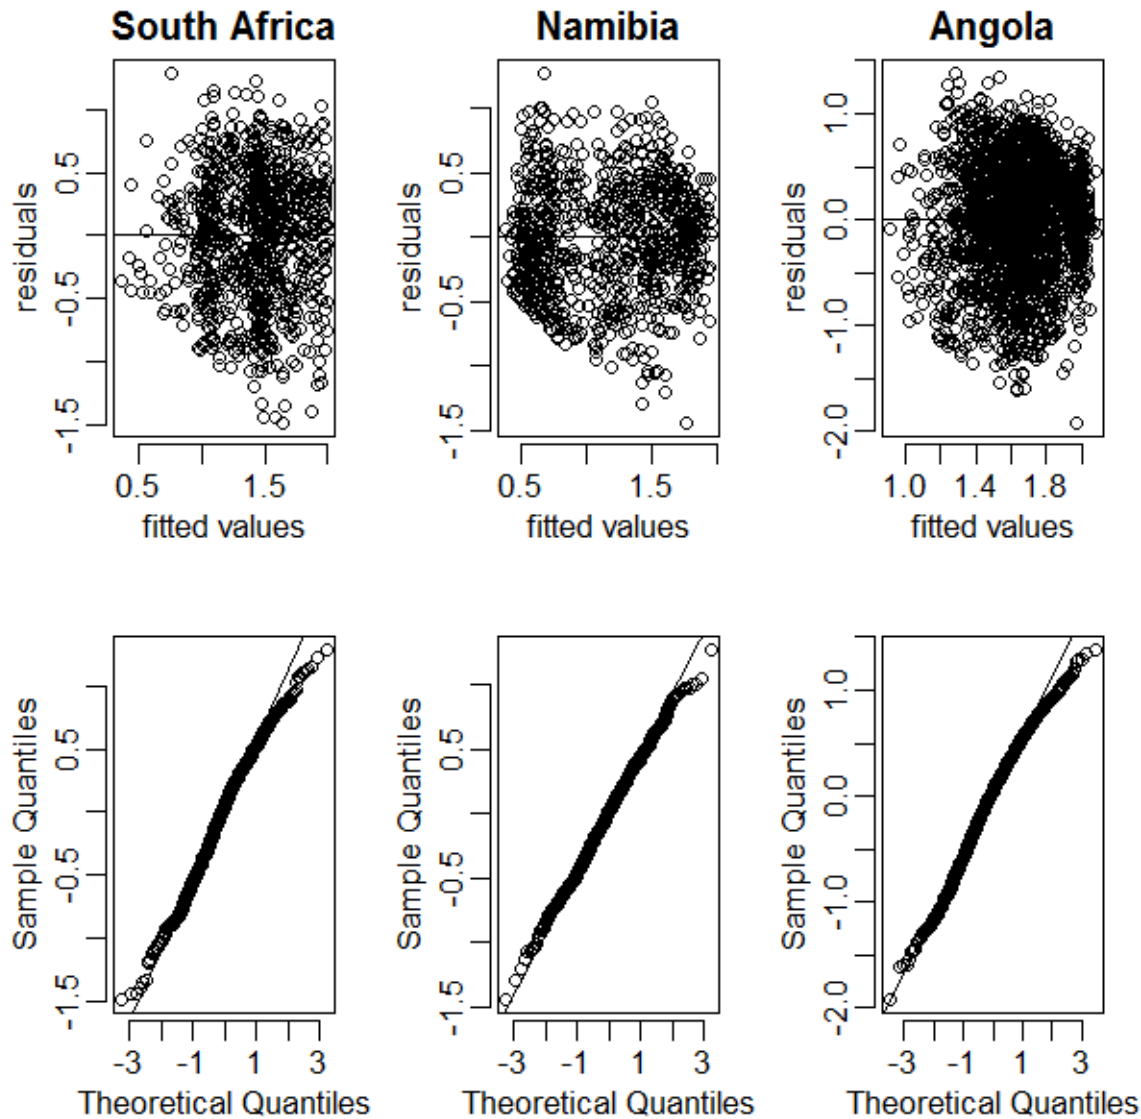 South Africa
Namibia
Angola
residuals
0.5
-0.5
-1.5
0.5
1.5
fitted values
residuals
0.5
-0.5
-1.5
0.5
1.5
fitted values
residuals
1.0
0.0
-1.0
-2.0
1.0
1.4
1.8
fitted values
Sample Quantiles
0.5
-0.5
-1.5
-3
-1
1
3
Theoretical Quantiles
Sample Quantiles
0.5
-0.5
-1.5
-3
-1
1
3
Theoretical Quantiles
Sample Quantiles
1.0
0.0
-1.0
-2.0
-3
-1
1
3
Theoretical Quantiles